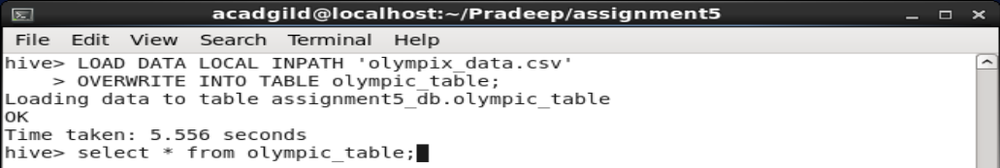 acadgild@localhost:~/Pradeep/assignment5
File Edit View Search Terminal Help
hive> LOAD DATA LOCAL INPATH 'olympix_data.csv'
    > OVERWRITE INTO TABLE olympic_table;
Loading data to table assignment5_db.olympic_table
OK
Time taken: 5.556 seconds
hive> select * from olympic_table;